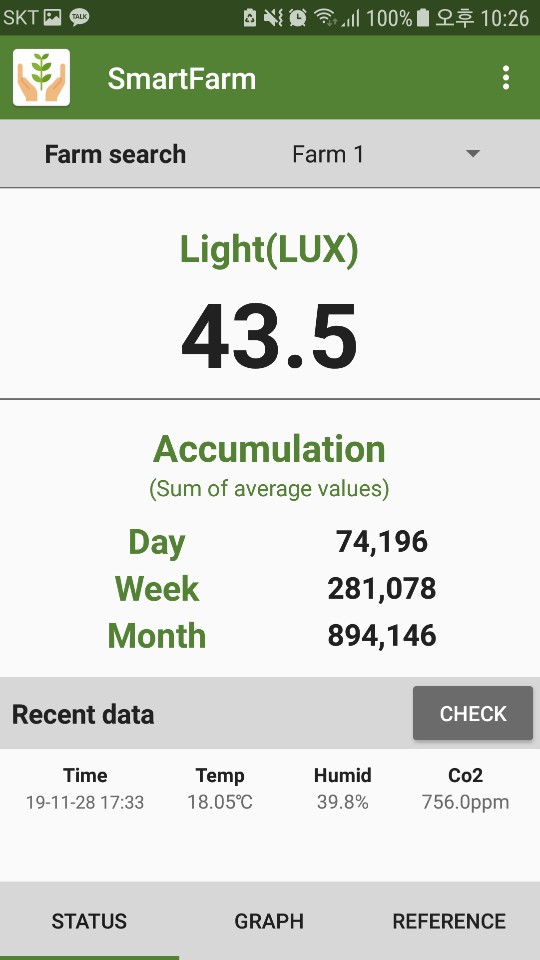 SKT TALK 100% 오후 10:26
SmartFarm
Farm search Farm 1
Light(LUX)
43.5
Accumulation
(Sum of average values)
Day 74,196
Week 281,078
Month 894,146
Recent data CHECK
Time Temp Humid Co2
19-11-28 17:33 18.05℃ 39.8% 756.0ppm
STATUS GRAPH REFERENCE